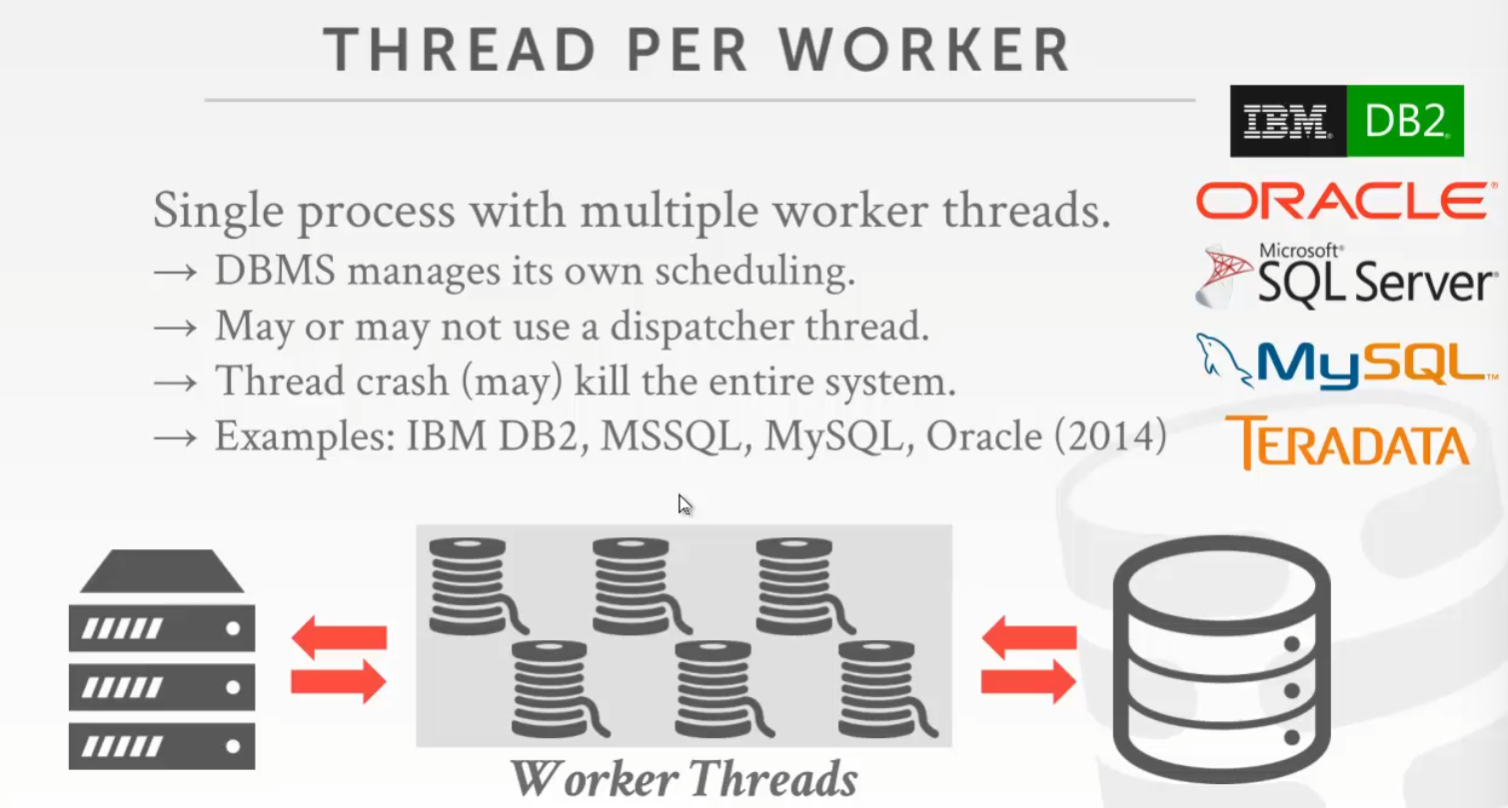 THREAD PER WORKER
IBM® DB2®
ORACLE®
Microsoft®
SQL Server®
MySQL™
TERADATA
Single process with multiple worker threads.
→ DBMS manages its own scheduling.
→ May or may not use a dispatcher thread.
→ Thread crash (may) kill the entire system.
→ Examples: IBM DB2, MSSQL, MySQL, Oracle (2014)
Worker Threads